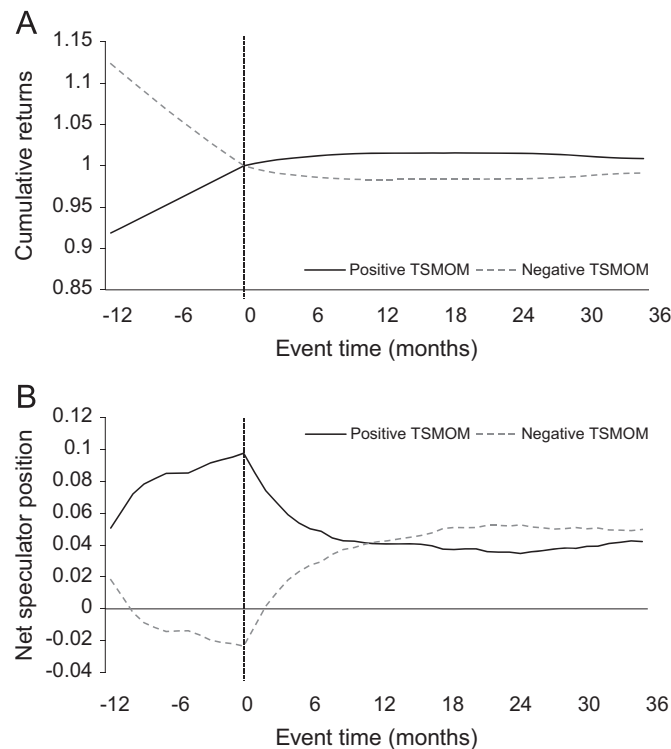 A
1.15
1.1
1.05
1
0.95
0.9
0.85
Cumulative returns
Positive TSMOM
Negative TSMOM
-12 -6 0 6 12 18 24 30 36
Event time (months)
B
0.12
0.1
0.08
0.06
0.04
0.02
0
-0.02
-0.04
Net speculator position
Positive TSMOM
Negative TSMOM
-12 -6 0 6 12 18 24 30 36
Event time (months)